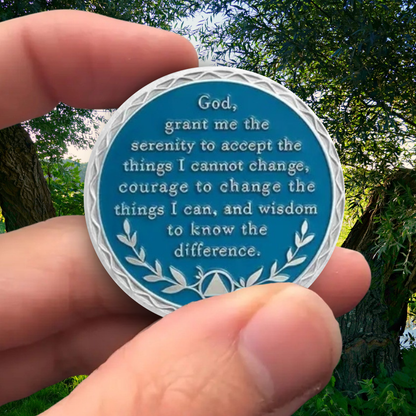 God,
grant me the
serenity to accept the
things I cannot change,
courage to change the
things I can, and wisdom
to know the
difference.